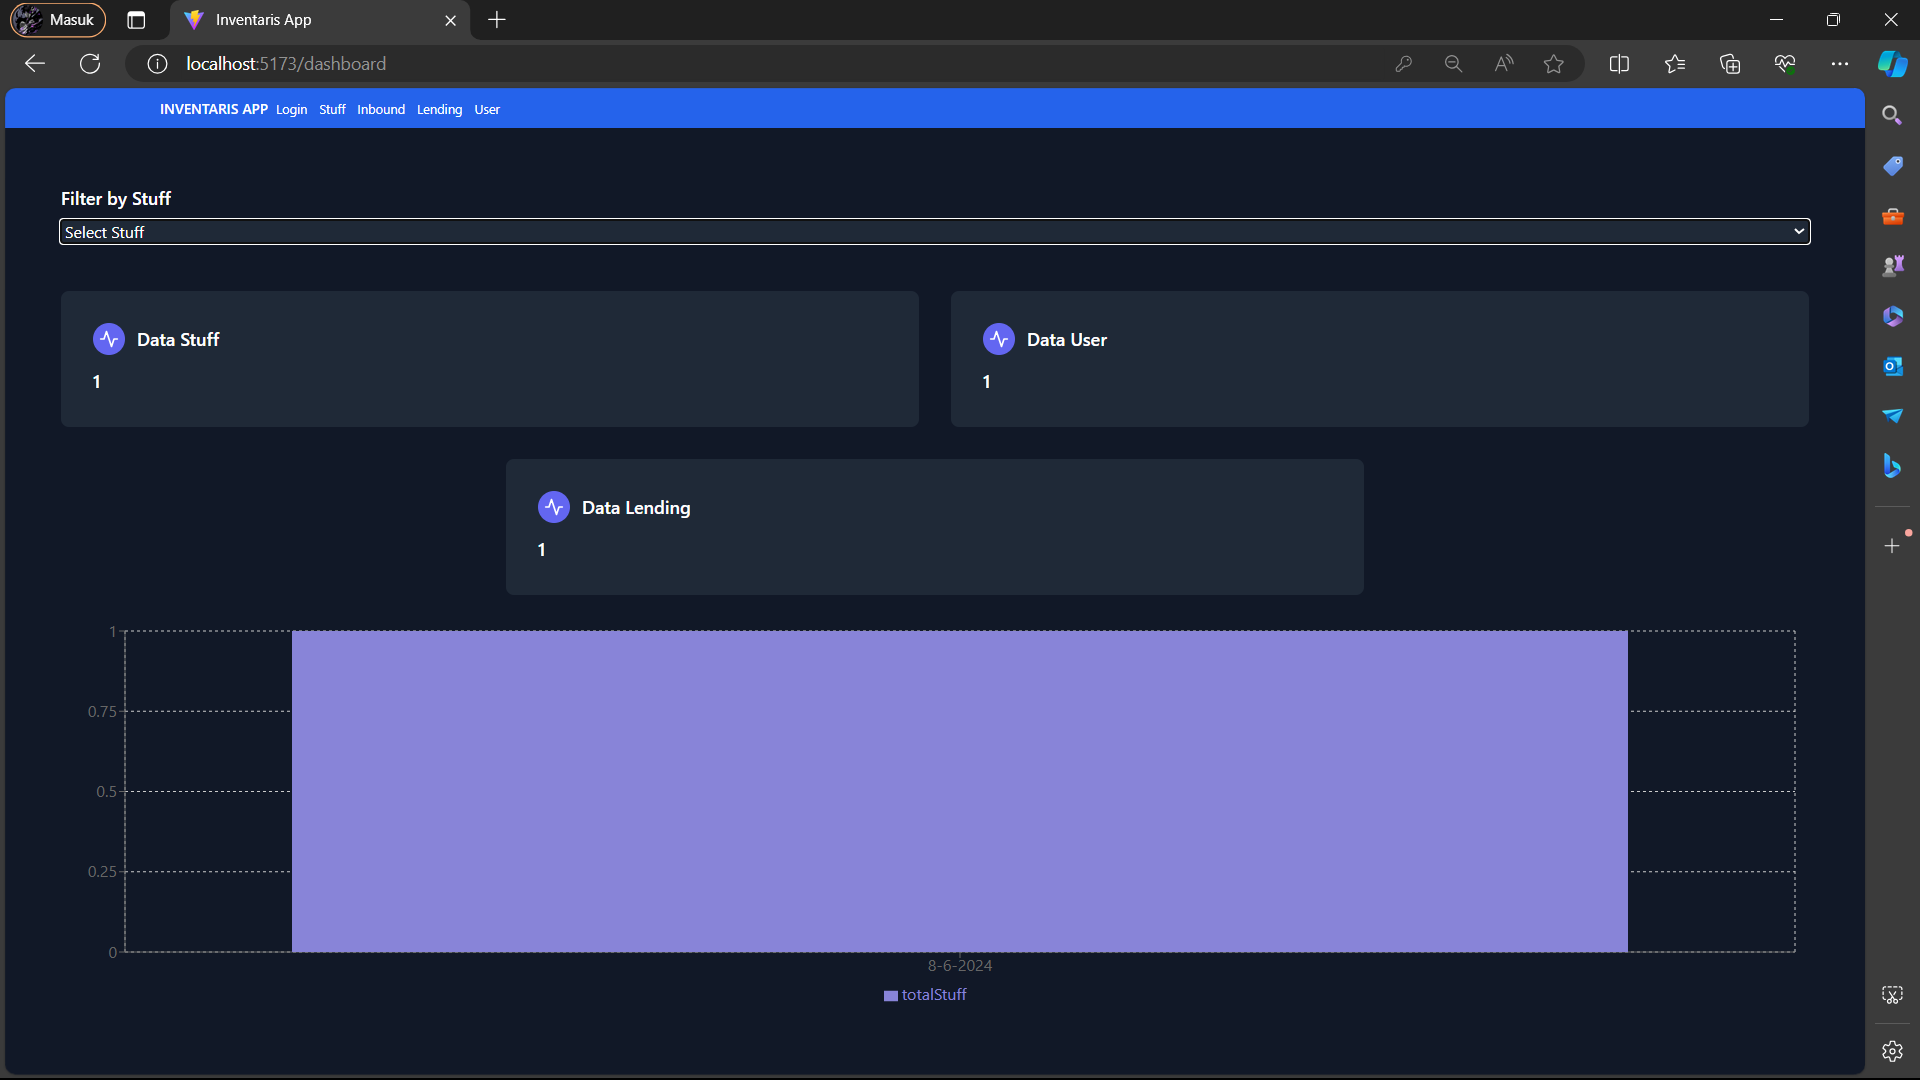 Masuk
Inventaris App
localhost:5173/dashboard
INVENTARIS APP Login Stuff Inbound Lending User
Filter by Stuff
Select Stuff
Data Stuff
1
Data User
1
Data Lending
1
1
0.75
0.5
0.25
0
8-6-2024
totalStuff